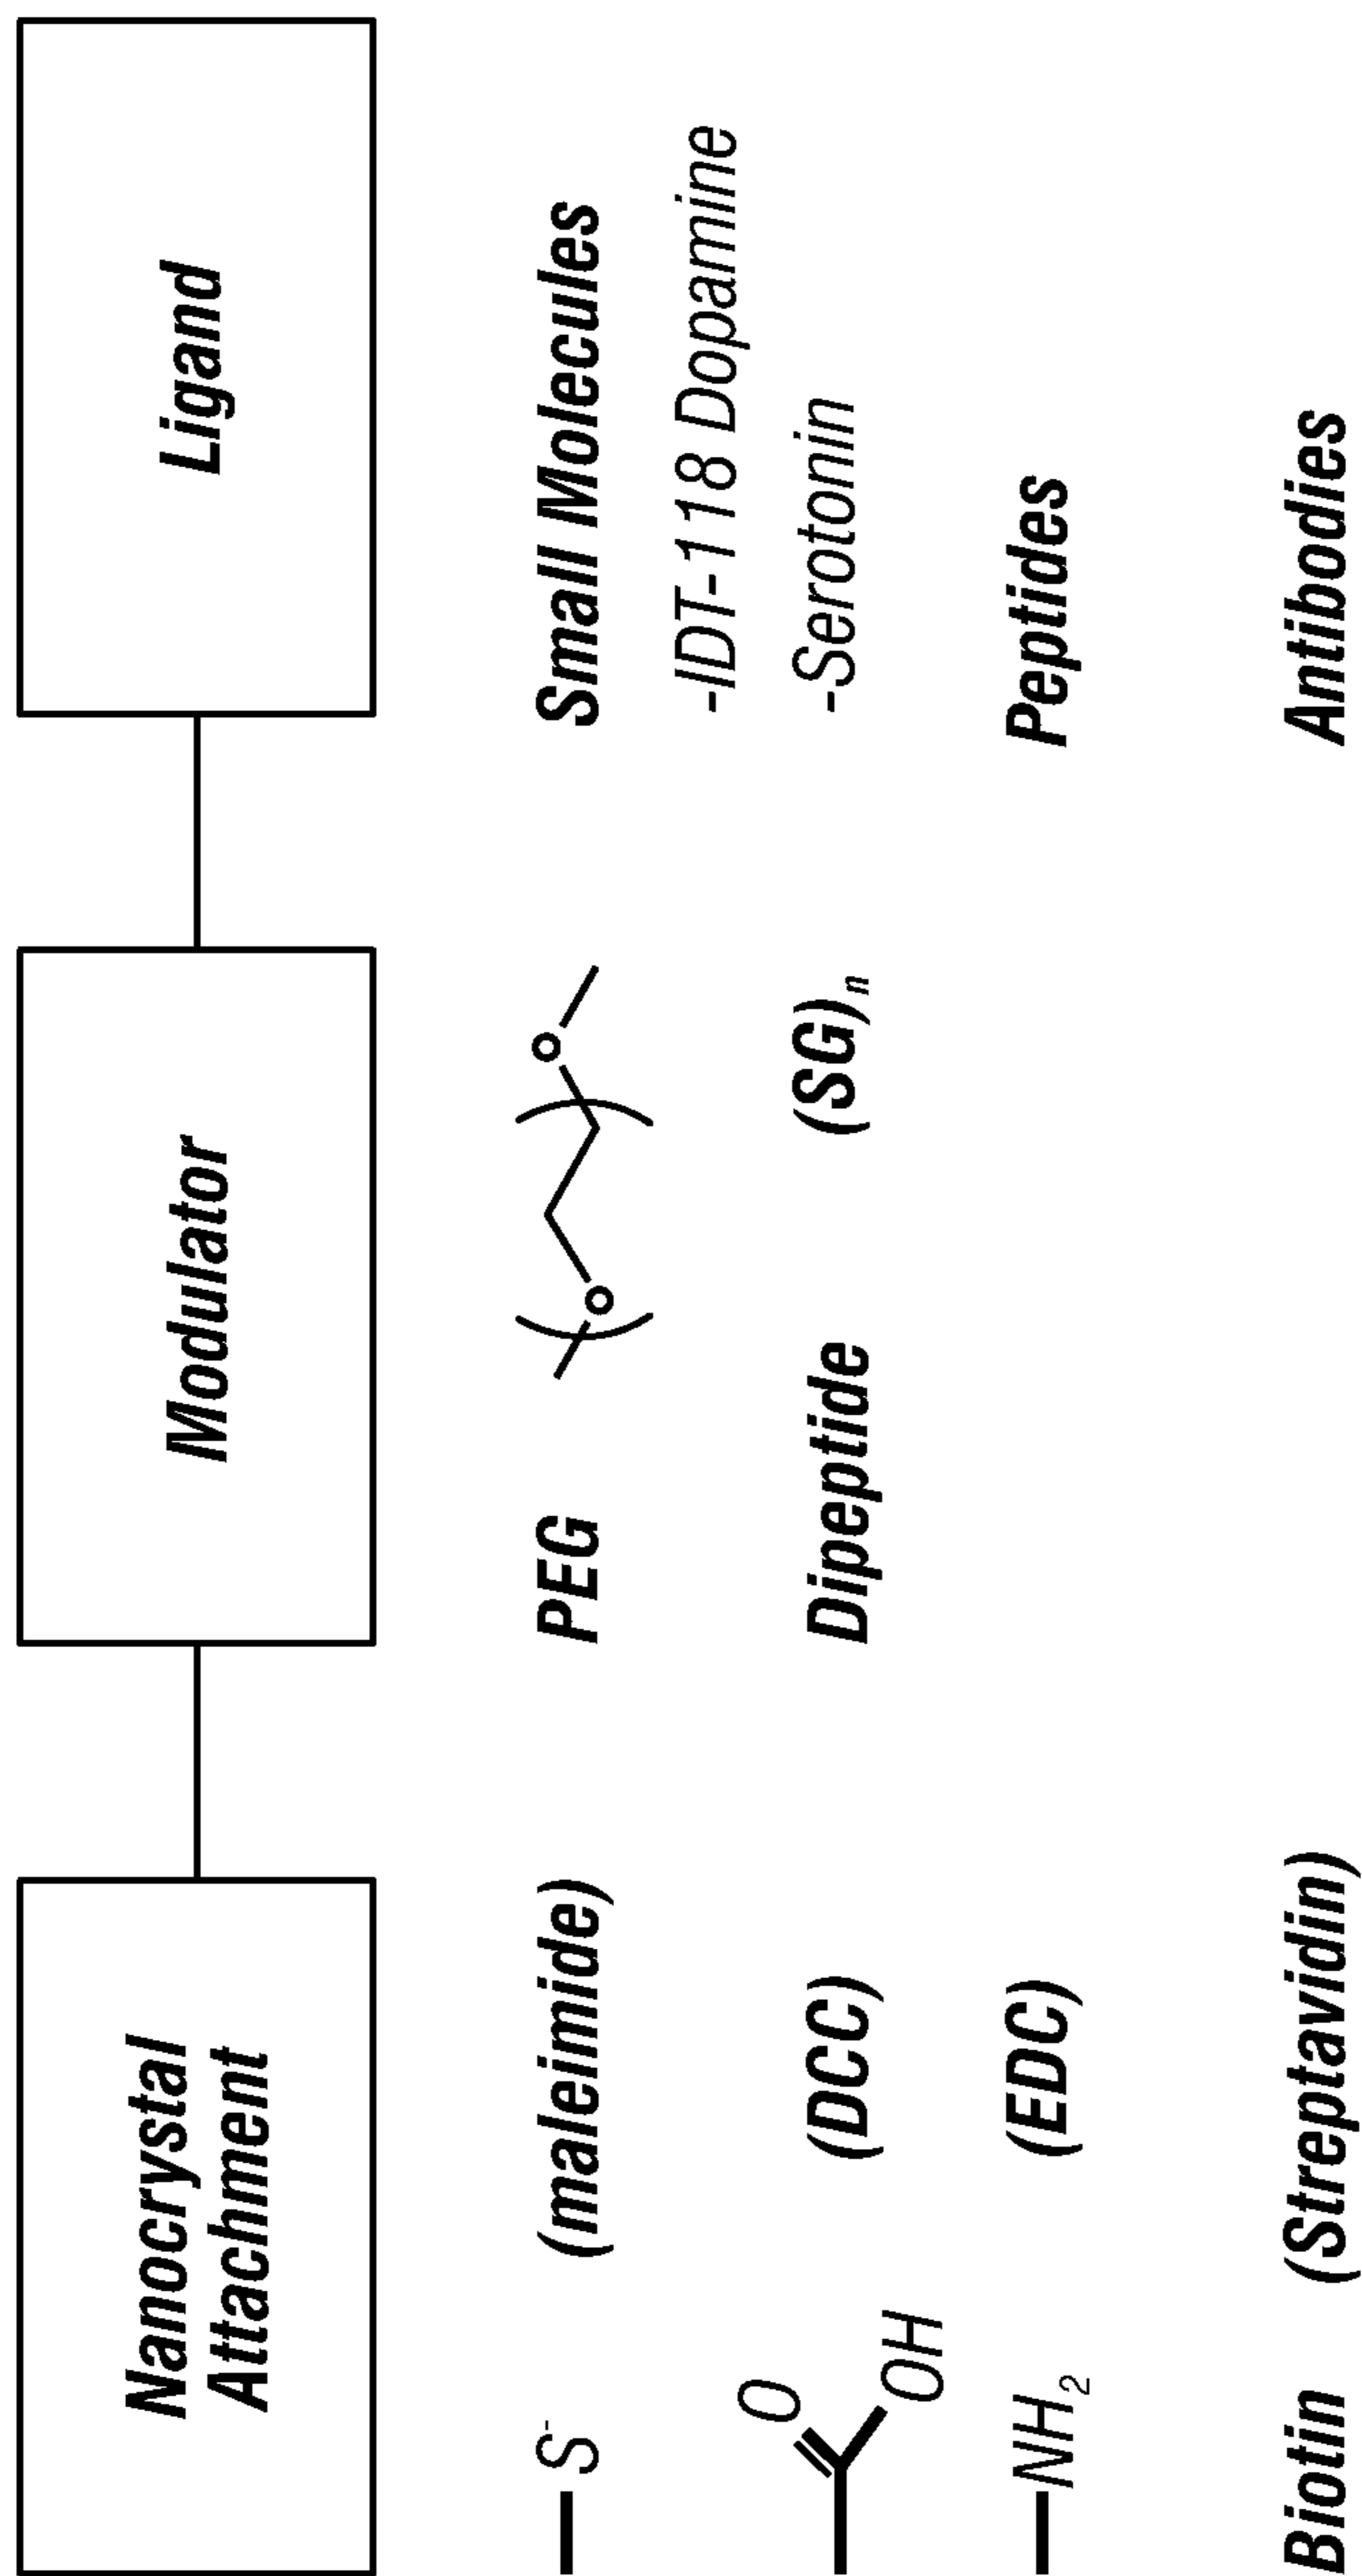 Nanocrystal
Attachment
Modulator
Ligand
S⁻ (maleimide)
PEG
O
O
Small Molecules
-IDT-118 Dopamine
O
OH
(DCC)
Dipeptide (SG)n
-Serotonin
NH2 (EDC)
Peptides
Biotin (Streptavidin)
Antibodies